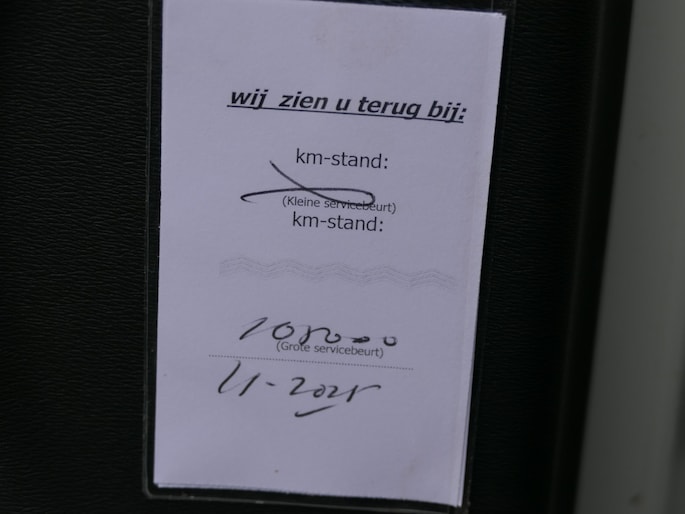 wij zien u terug bij:
km-stand:
(Kleine servicebeurt)
km-stand:
(Grote servicebeurt)